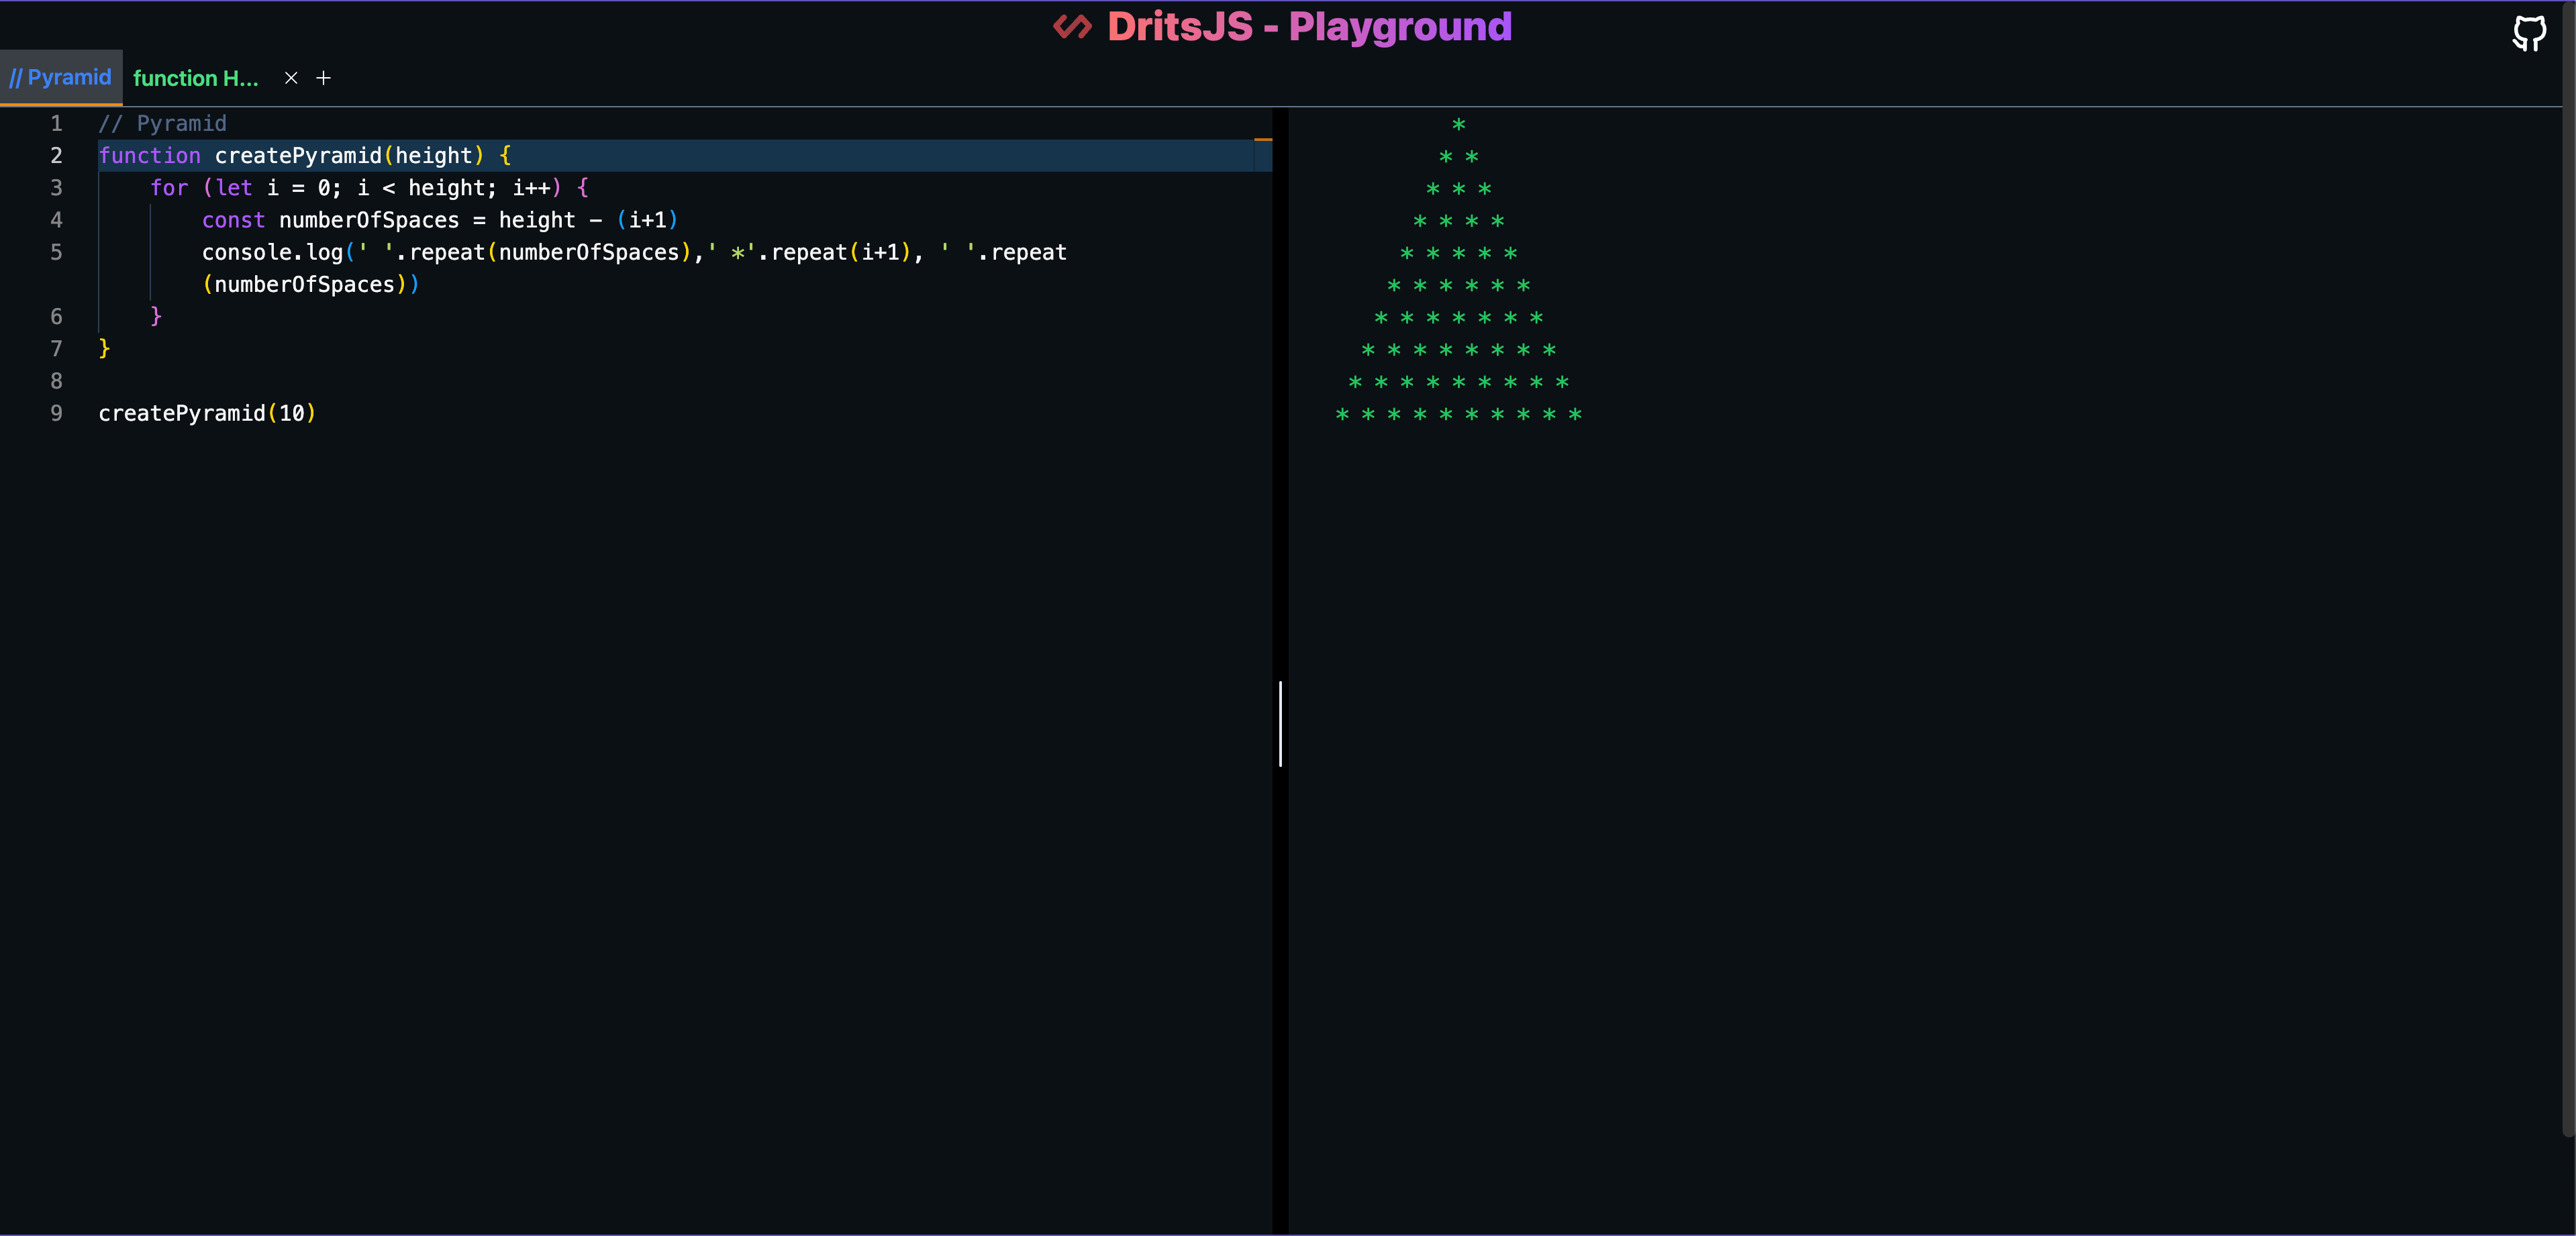 DritsJS - Playground
// Pyramid function H... × +
1 // Pyramid
2 function createPyramid(height) {
3     for (let i = 0; i < height; i++) {
4         const numberOfSpaces = height - (i+1)
5         console.log(' '.repeat(numberOfSpaces),' *'.repeat(i+1), ' '.repeat
        (numberOfSpaces))
6     }
7 }
8
9 createPyramid(10)
         *
        * *
       * * *
      * * * *
     * * * * *
    * * * * * *
   * * * * * * *
  * * * * * * * *
 * * * * * * * * *
* * * * * * * * * *